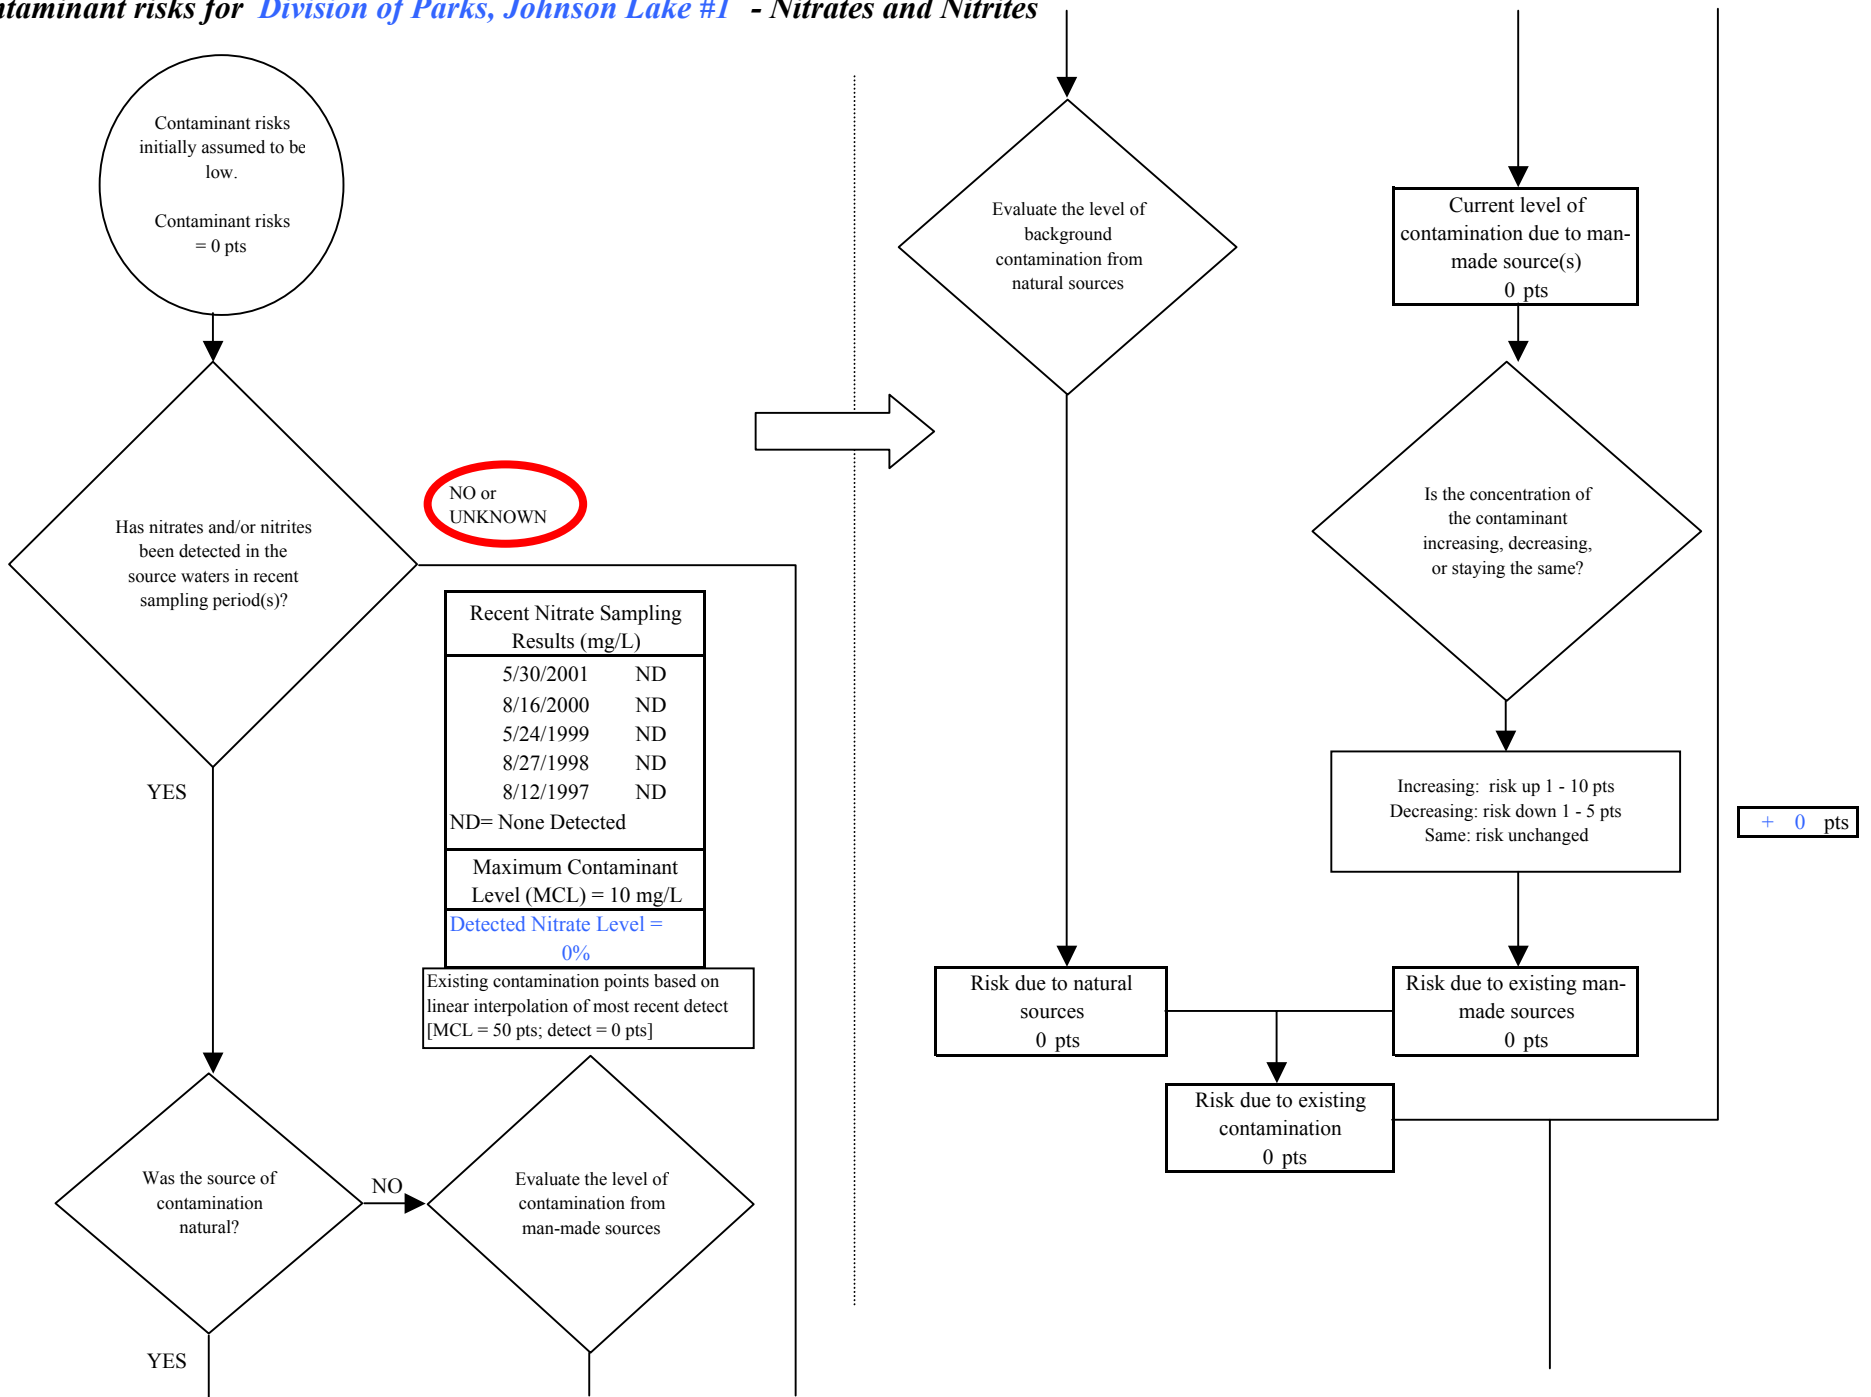 ntaminant risks for Division of Parks, Johnson Lake #1 - Nitrates and Nitrites
Contaminant risks
initially assumed to be
low.
Contaminant risks
= 0 pts
Has nitrates and/or nitrites
been detected in the
source waters in recent
sampling period(s)?
NO or
UNKNOWN
YES
Recent Nitrate Sampling
Results (mg/L)
5/30/2001 ND
8/16/2000 ND
5/24/1999 ND
8/27/1998 ND
8/12/1997 ND
ND= None Detected
Maximum Contaminant
Level (MCL) = 10 mg/L
Detected Nitrate Level =
0%
Existing contamination points based on
linear interpolation of most recent detect
[MCL = 50 pts; detect = 0 pts]
Was the source of
contamination
natural?
NO
YES
Evaluate the level of
contamination from
man-made sources
Evaluate the level of
background
contamination from
natural sources
Current level of
contamination due to man-
made source(s)
0 pts
Is the concentration of
the contaminant
increasing, decreasing,
or staying the same?
Increasing: risk up 1 - 10 pts
Decreasing: risk down 1 - 5 pts
Same: risk unchanged
+ 0 pts
Risk due to natural
sources
0 pts
Risk due to existing man-
made sources
0 pts
Risk due to existing
contamination
0 pts